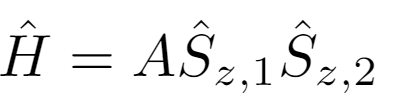 Ĥ = AŜ_{z,1}Ŝ_{z,2}